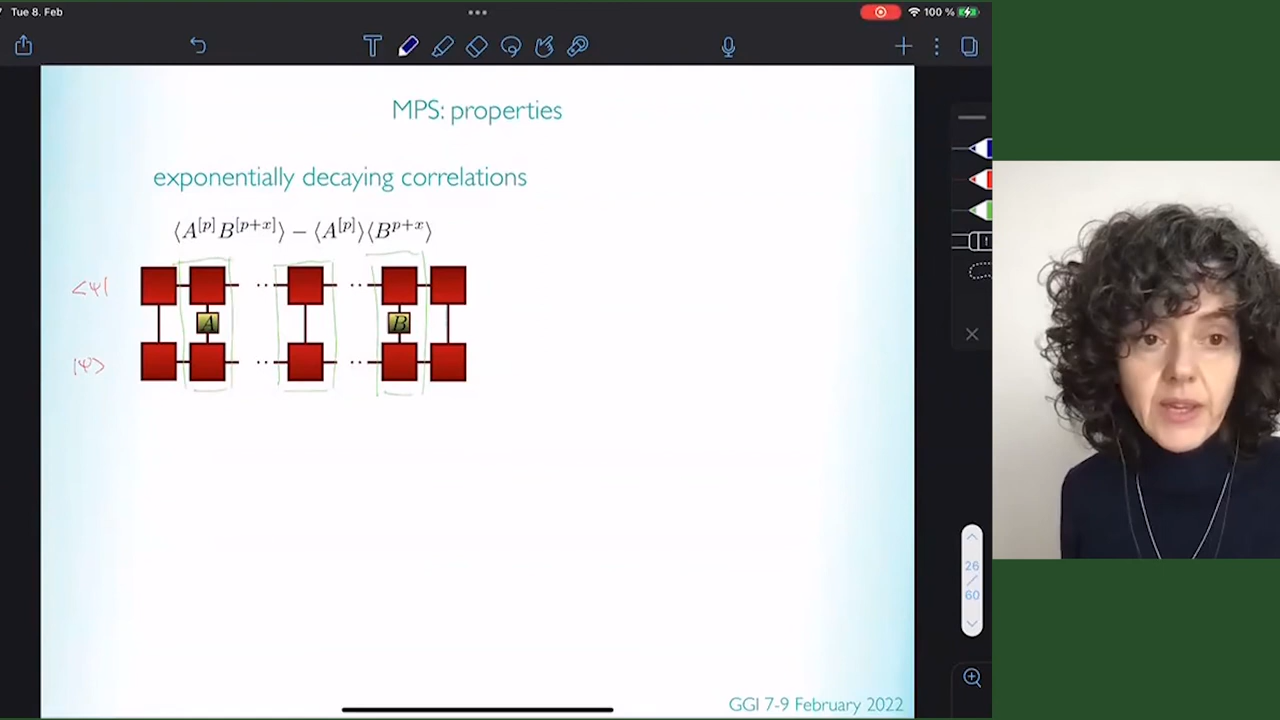 Tue 8. Feb
100 %
T
MPS: properties
exponentially decaying correlations
⟨A^{[p]}B^{[p+x]}⟩ − ⟨A^{[p]}⟩⟨B^{p+x}⟩
<ψ|
A
B
|ψ>
26
/
60
GGI 7-9 February 2022